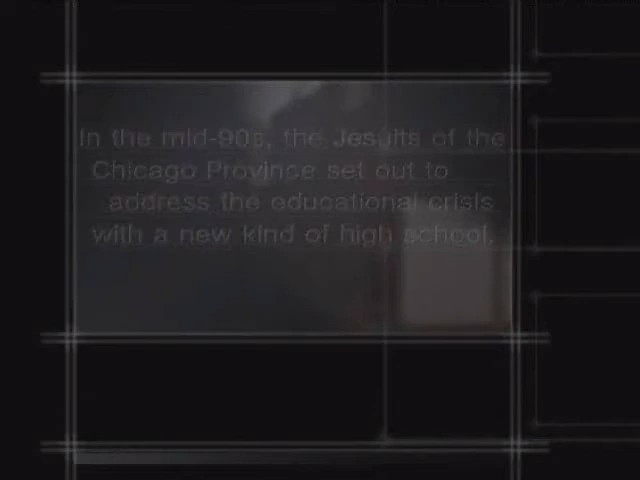 In the mid-90s, the Jesuits of the
Chicago Province set out to
address the educational crisis
with a new kind of high school.